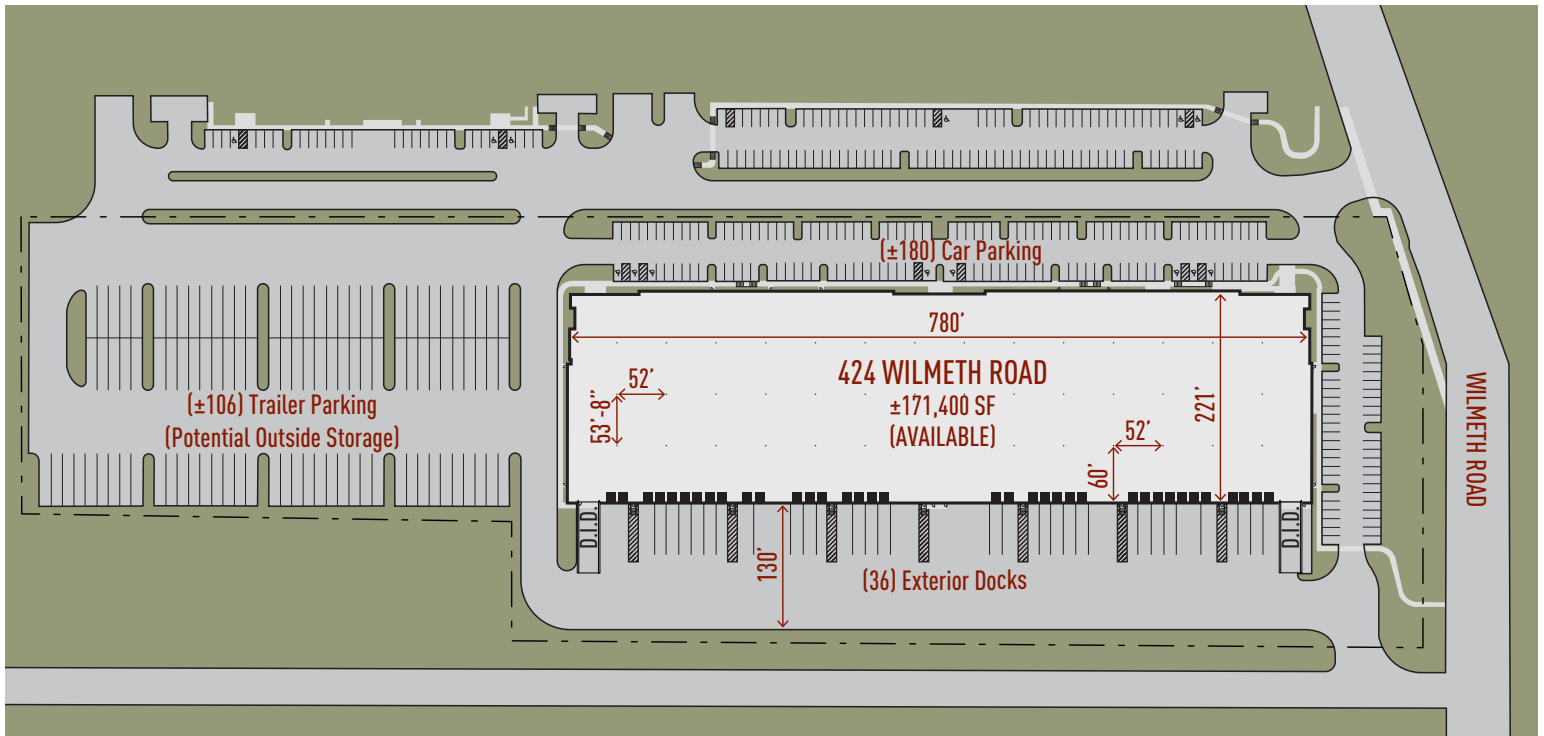 (±180) Car Parking
780’
424 WILMETH ROAD
±171,400 SF
(AVAILABLE)
52’
53’-8”
221’
52’
60’
(±106) Trailer Parking
(Potential Outside Storage)
WILMETH ROAD
D.I.D.
D.I.D.
130’
(36) Exterior Docks